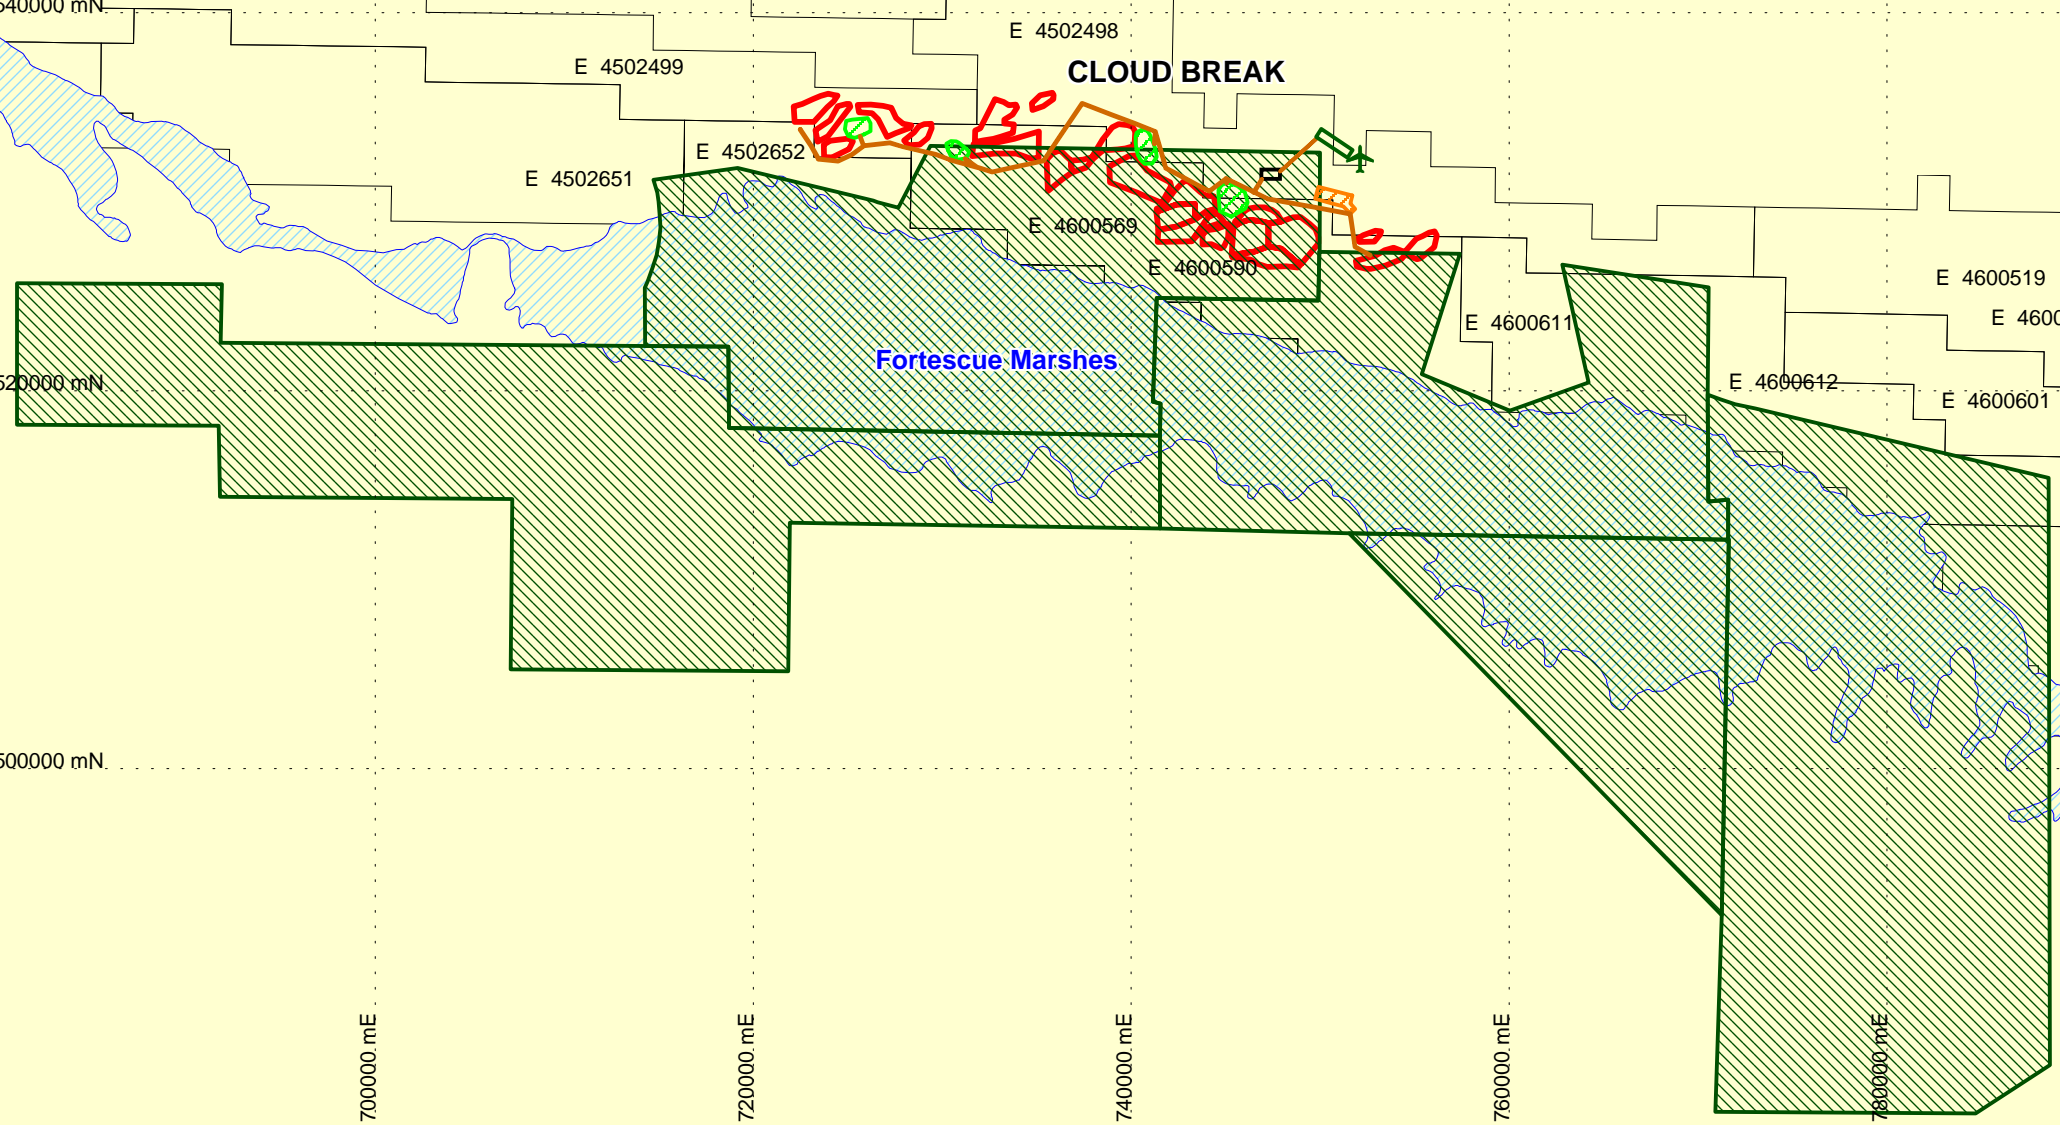 540000 mN
E 4502498
E 4502499
CLOUD BREAK
E 4502652
E 4502651
E 4600569
E 4600590
E 4600519
E 4600
E 4600611
Fortescue Marshes
520000 mN
E 4600612
E 4600601
500000 mN
700000 mE
720000 mE
740000 mE
760000 mE
780000 mE